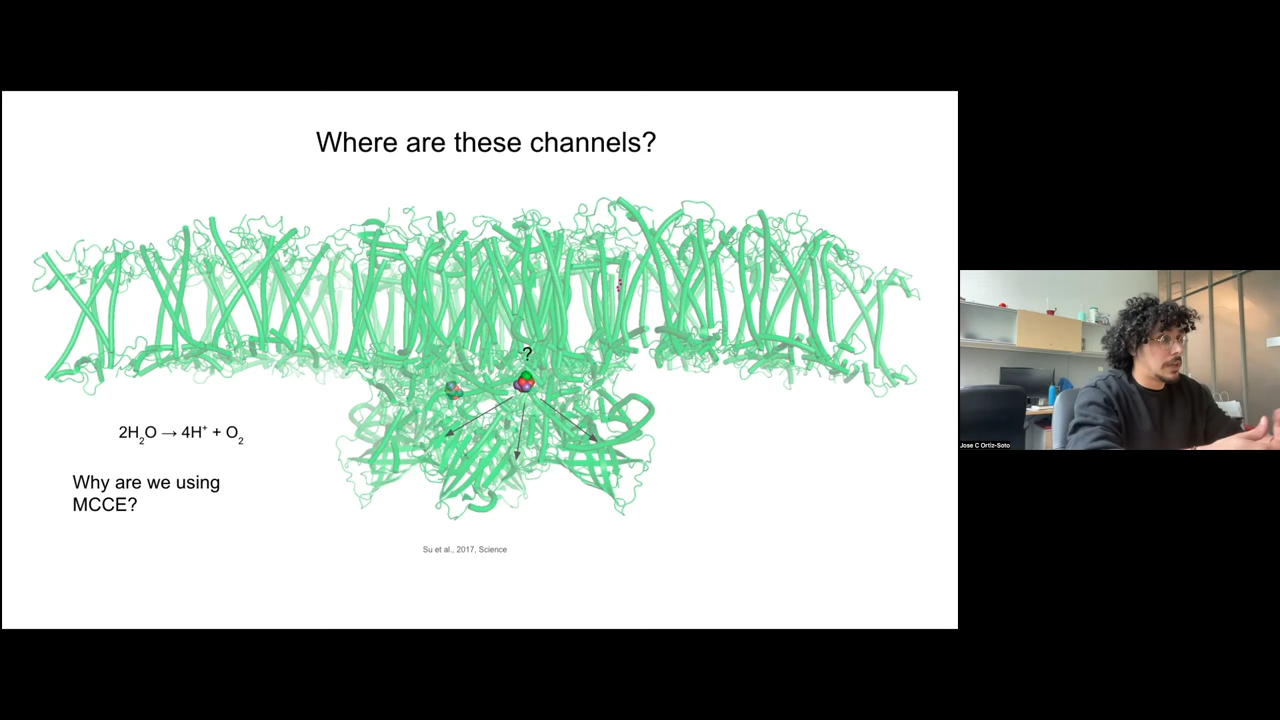 Where are these channels?
?
2H₂O → 4H⁺ + O₂
Why are we using
MCCE?
Su et al., 2017, Science
Jose C Ortiz-Soto